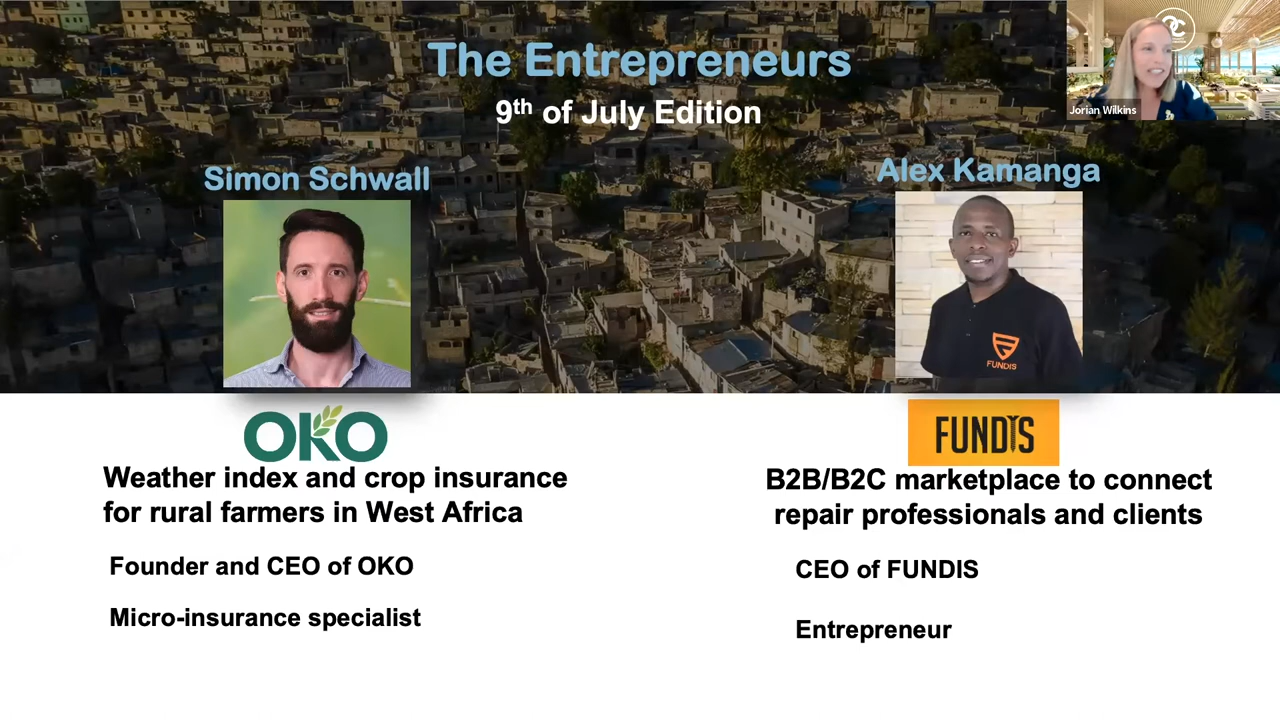 The Entrepreneurs
9th of July Edition
Jorian Wilkins
Simon Schwall
Alex Kamanga
FUNDIS
OKO
Weather index and crop insurance
for rural farmers in West Africa
Founder and CEO of OKO
Micro-insurance specialist
FUNDIS
B2B/B2C marketplace to connect
repair professionals and clients
CEO of FUNDIS
Entrepreneur